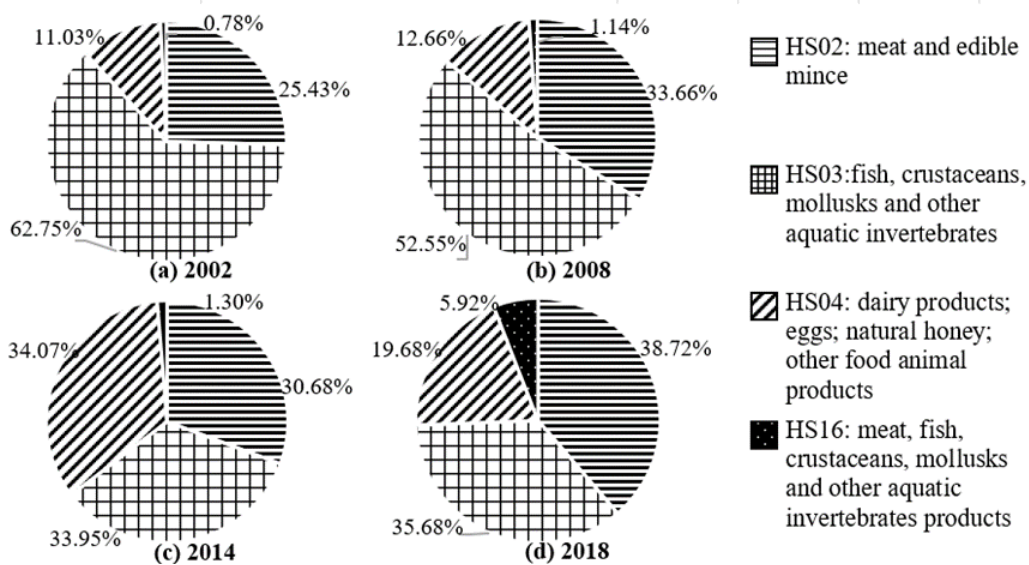 11.03%
0.78%
25.43%
62.75%
(a) 2002
12.66%
1.14%
33.66%
52.55%
(b) 2008
34.07%
1.30%
30.68%
33.95%
(c) 2014
5.92%
19.68%
38.72%
35.68%
(d) 2018
HS02: meat and edible
mince
HS03:fish, crustaceans,
mollusks and other
aquatic invertebrates
HS04: dairy products;
eggs; natural honey;
other food animal
products
HS16: meat, fish,
crustaceans, mollusks
and other aquatic
invertebrates products